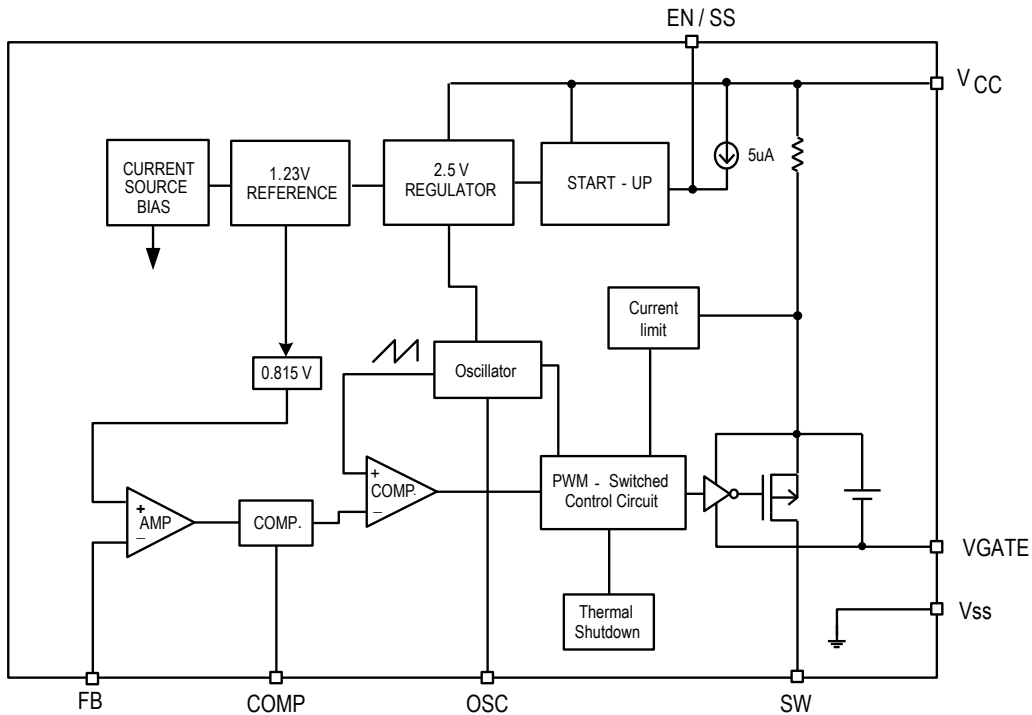 EN / SS
V CC
CURRENT
SOURCE
BIAS
1.23V
REFERENCE
2.5 V
REGULATOR
START - UP
5uA
Current
limit
0.815 V
Oscillator
+
COMP.
−
PWM - Switched
Control Circuit
+
AMP
−
COMP.
VGATE
Thermal
Shutdown
Vss
FB
COMP
OSC
SW